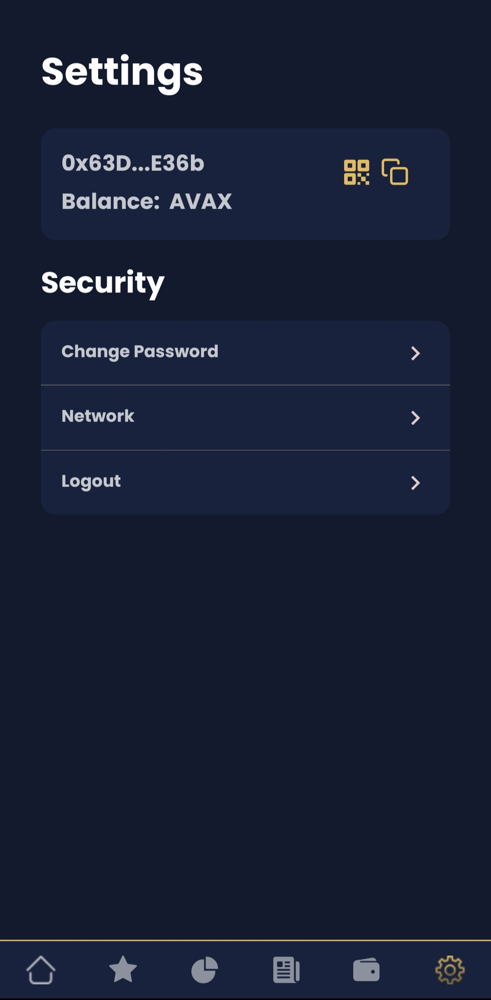 Settings
0x63D...E36b
Balance: AVAX
Security
Change Password
Network
Logout